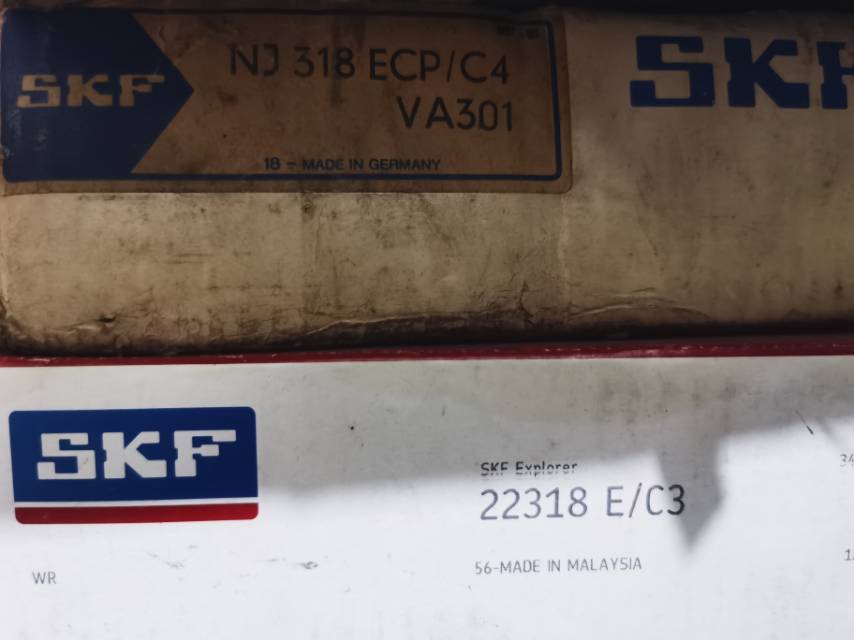 SKF
NJ 318 ECP/C4
VA301
18 - MADE IN GERMANY
SKF
SKF Explorer
22318 E/C3
56-MADE IN MALAYSIA
WR